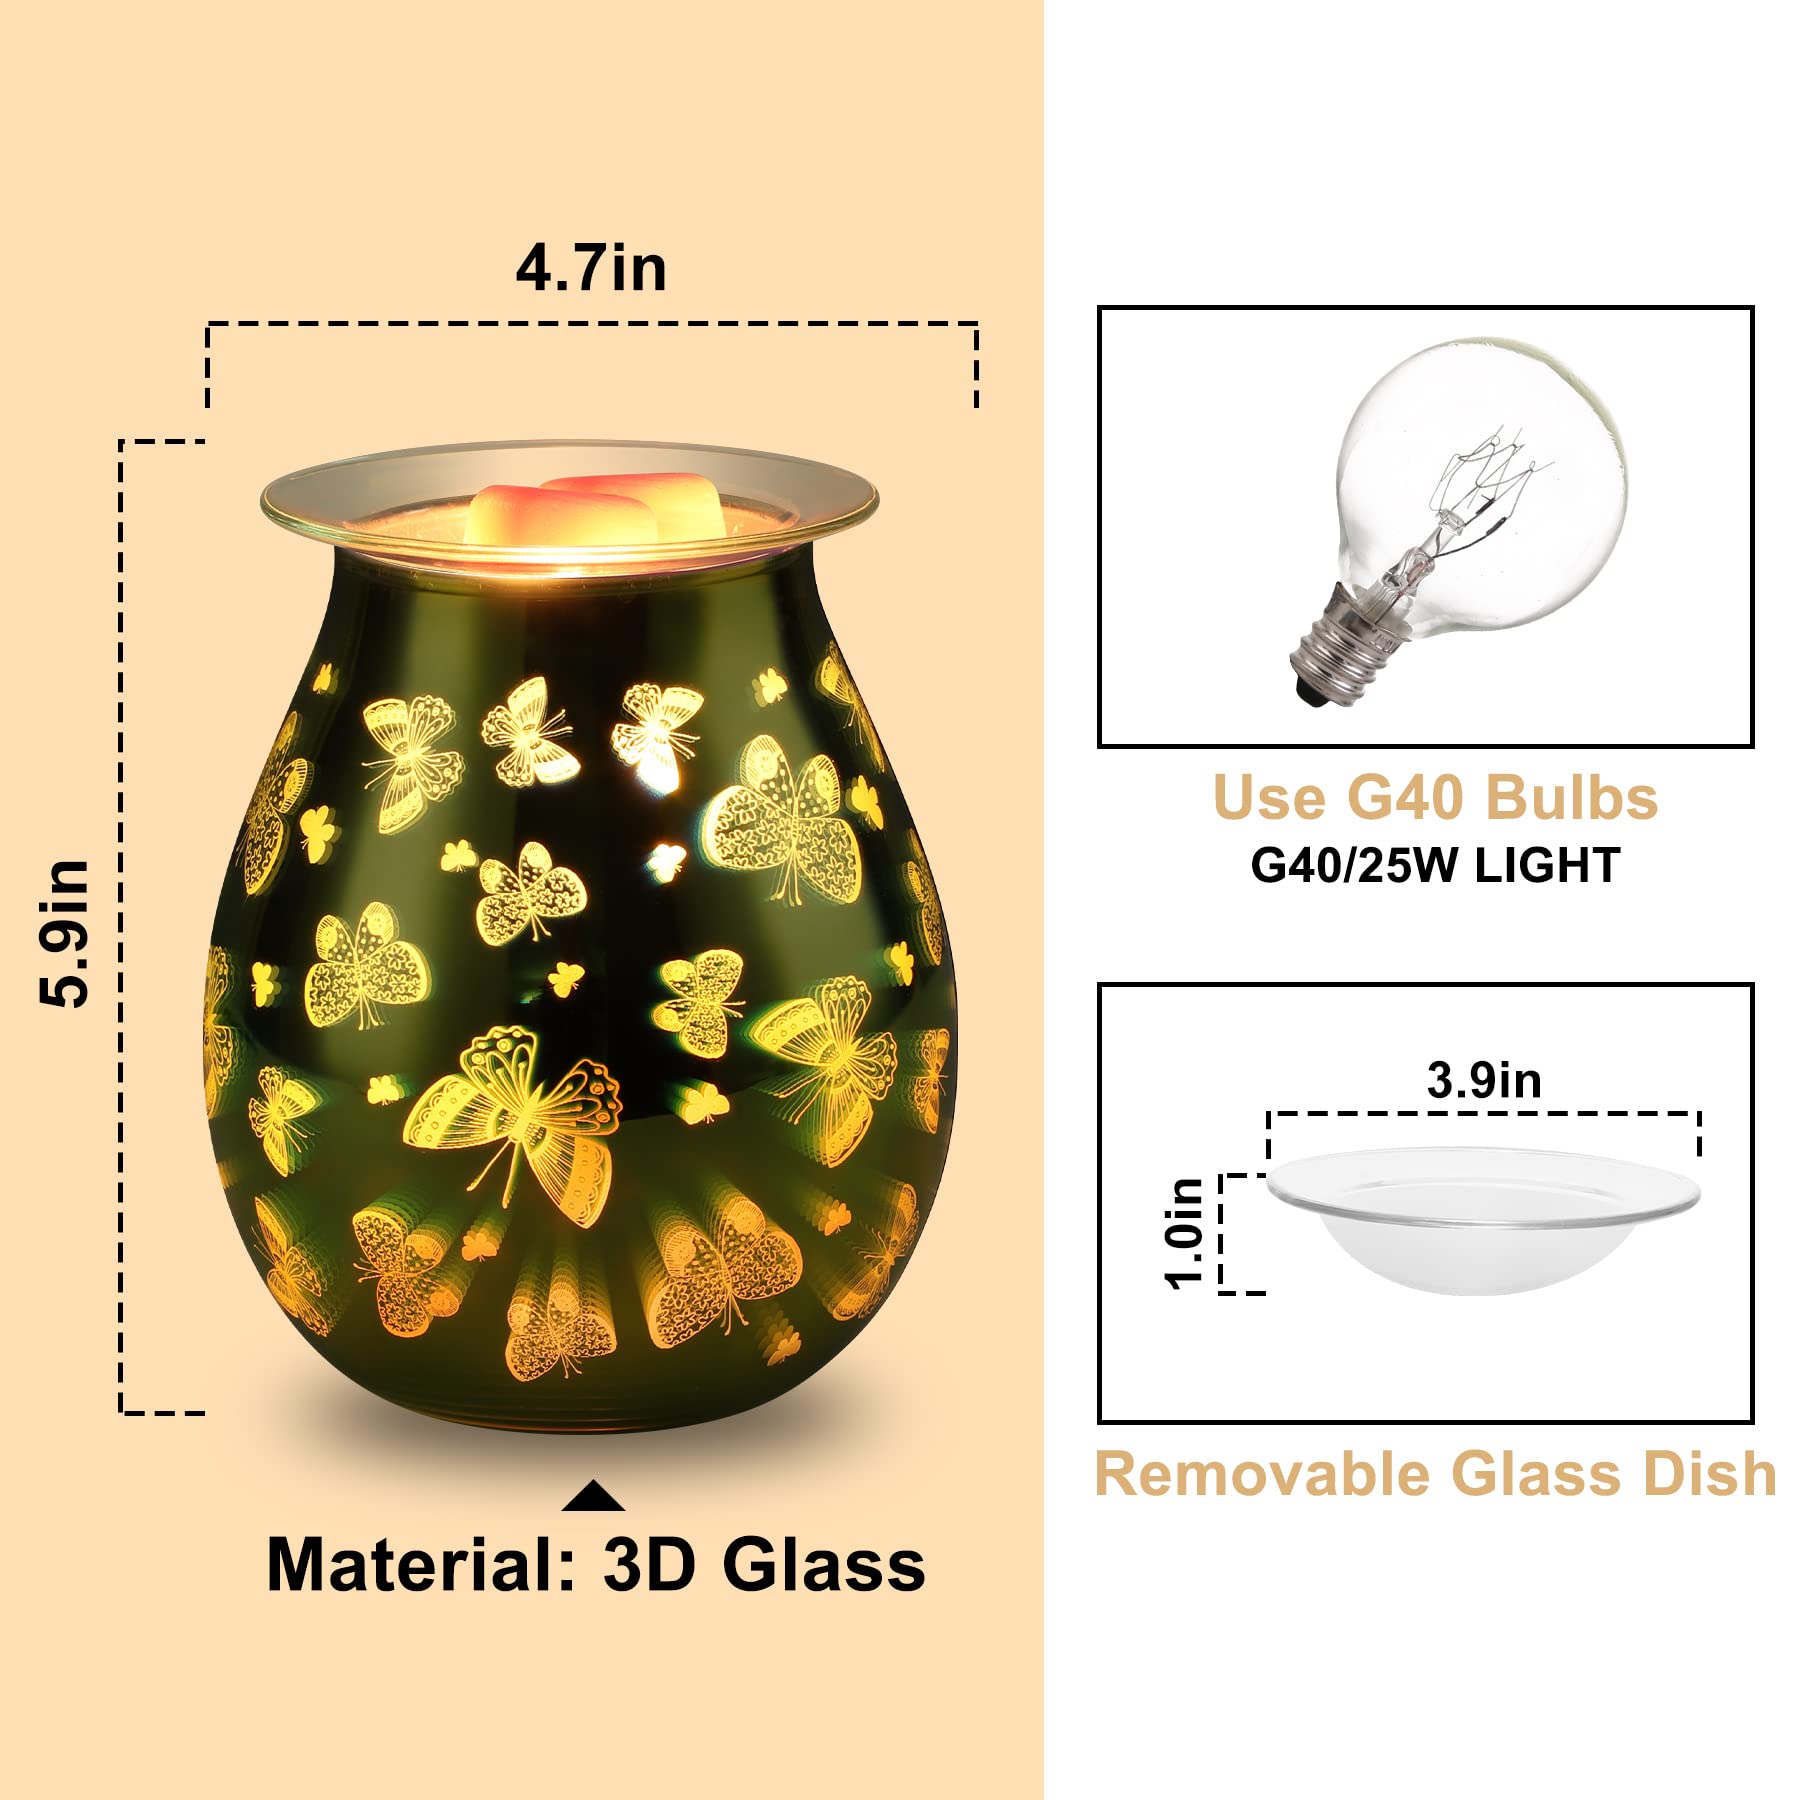 4.7in
5.9in
Material: 3D Glass
Use G40 Bulbs
G40/25W LIGHT
3.9in
1.0in
Removable Glass Dish